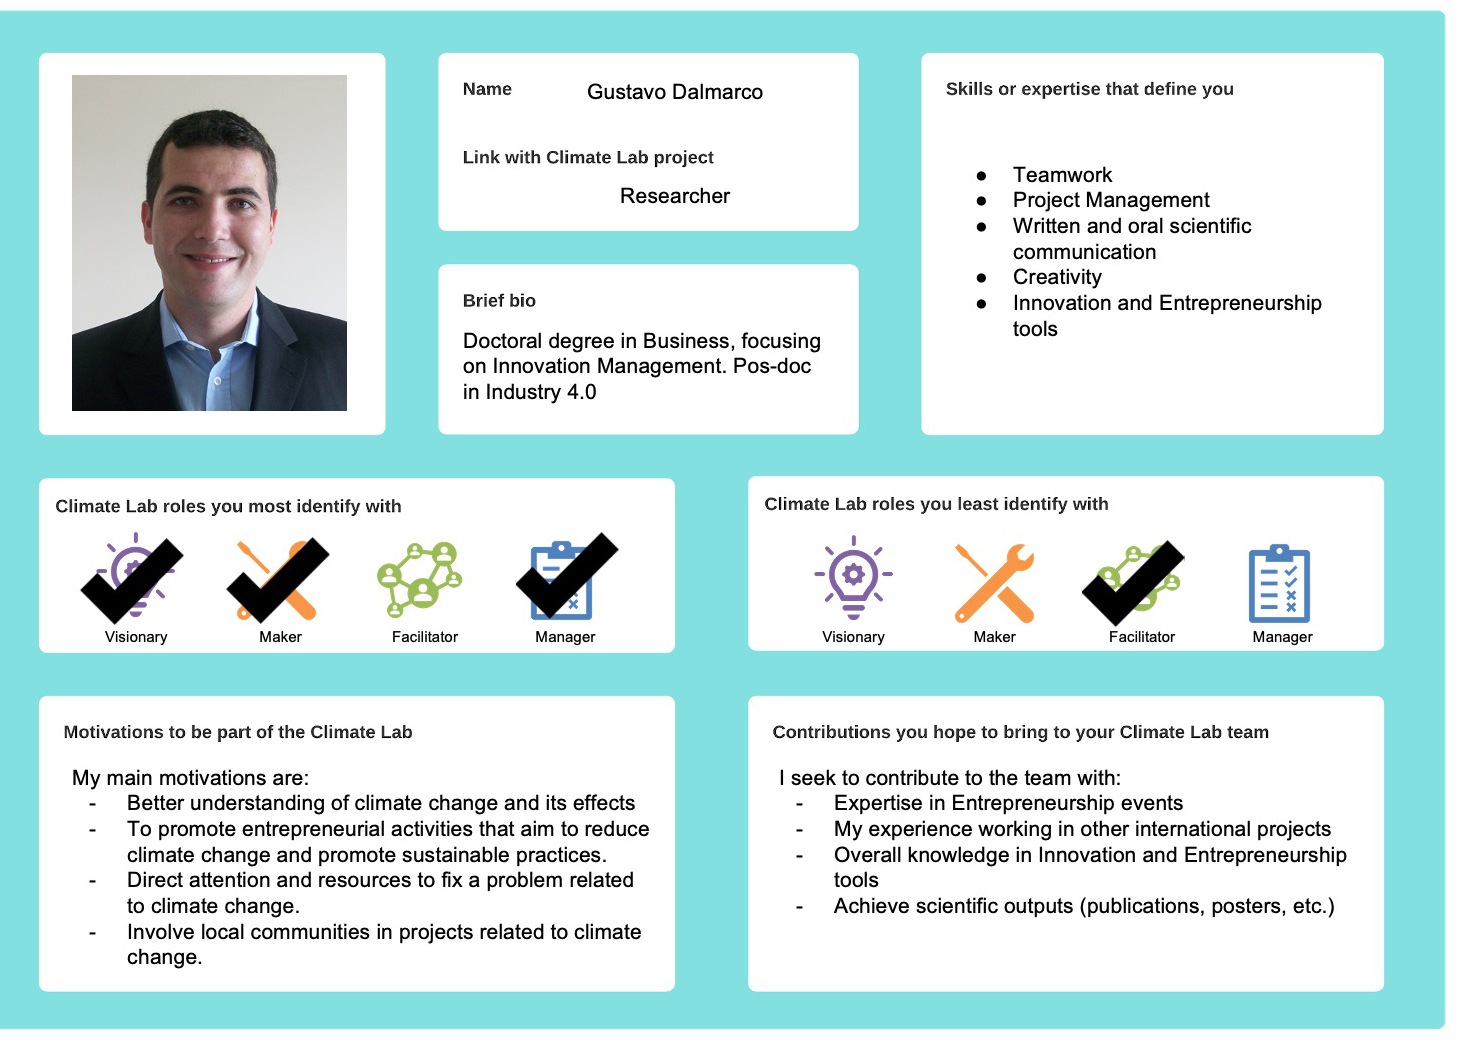 Name
Gustavo Dalmarco
Link with Climate Lab project
Researcher
Brief bio
Doctoral degree in Business, focusing
on Innovation Management. Pos-doc
in Industry 4.0
Skills or expertise that define you
● Teamwork
● Project Management
● Written and oral scientific
communication
● Creativity
● Innovation and Entrepreneurship
tools
Climate Lab roles you most identify with
Visionary
Maker
Facilitator
Manager
Climate Lab roles you least identify with
Visionary
Maker
Facilitator
Manager
Motivations to be part of the Climate Lab
My main motivations are:
- Better understanding of climate change and its effects
- To promote entrepreneurial activities that aim to reduce
climate change and promote sustainable practices.
- Direct attention and resources to fix a problem related
to climate change.
- Involve local communities in projects related to climate
change.
Contributions you hope to bring to your Climate Lab team
I seek to contribute to the team with:
- Expertise in Entrepreneurship events
- My experience working in other international projects
- Overall knowledge in Innovation and Entrepreneurship
tools
- Achieve scientific outputs (publications, posters, etc.)